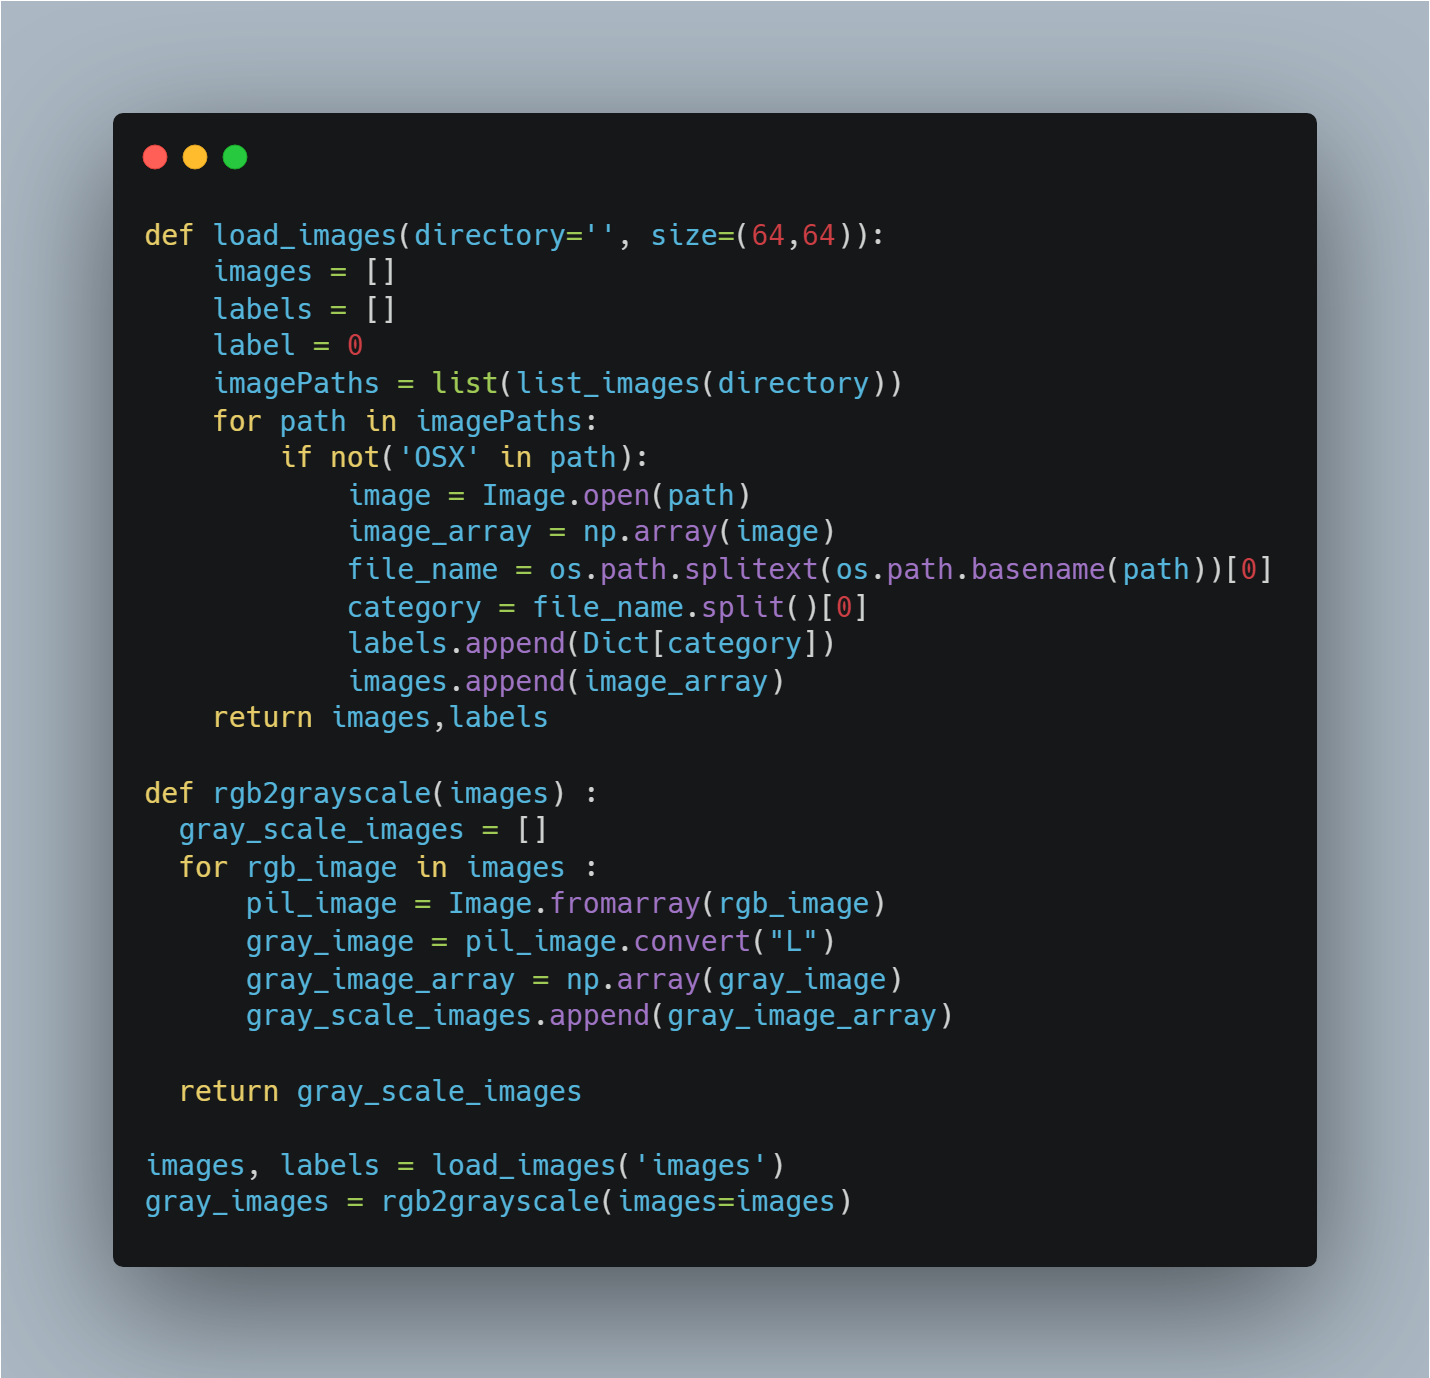 def load_images(directory='', size=(64,64)):
    images = []
    labels = []
    label = 0
    imagePaths = list(list_images(directory))
    for path in imagePaths:
        if not('OSX' in path):
            image = Image.open(path)
            image_array = np.array(image)
            file_name = os.path.splitext(os.path.basename(path))[0]
            category = file_name.split()[0]
            labels.append(Dict[category])
            images.append(image_array)
    return images,labels

def rgb2grayscale(images) :
  gray_scale_images = []
  for rgb_image in images :
      pil_image = Image.fromarray(rgb_image)
      gray_image = pil_image.convert("L")
      gray_image_array = np.array(gray_image)
      gray_scale_images.append(gray_image_array)

  return gray_scale_images

images, labels = load_images('images')
gray_images = rgb2grayscale(images=images)